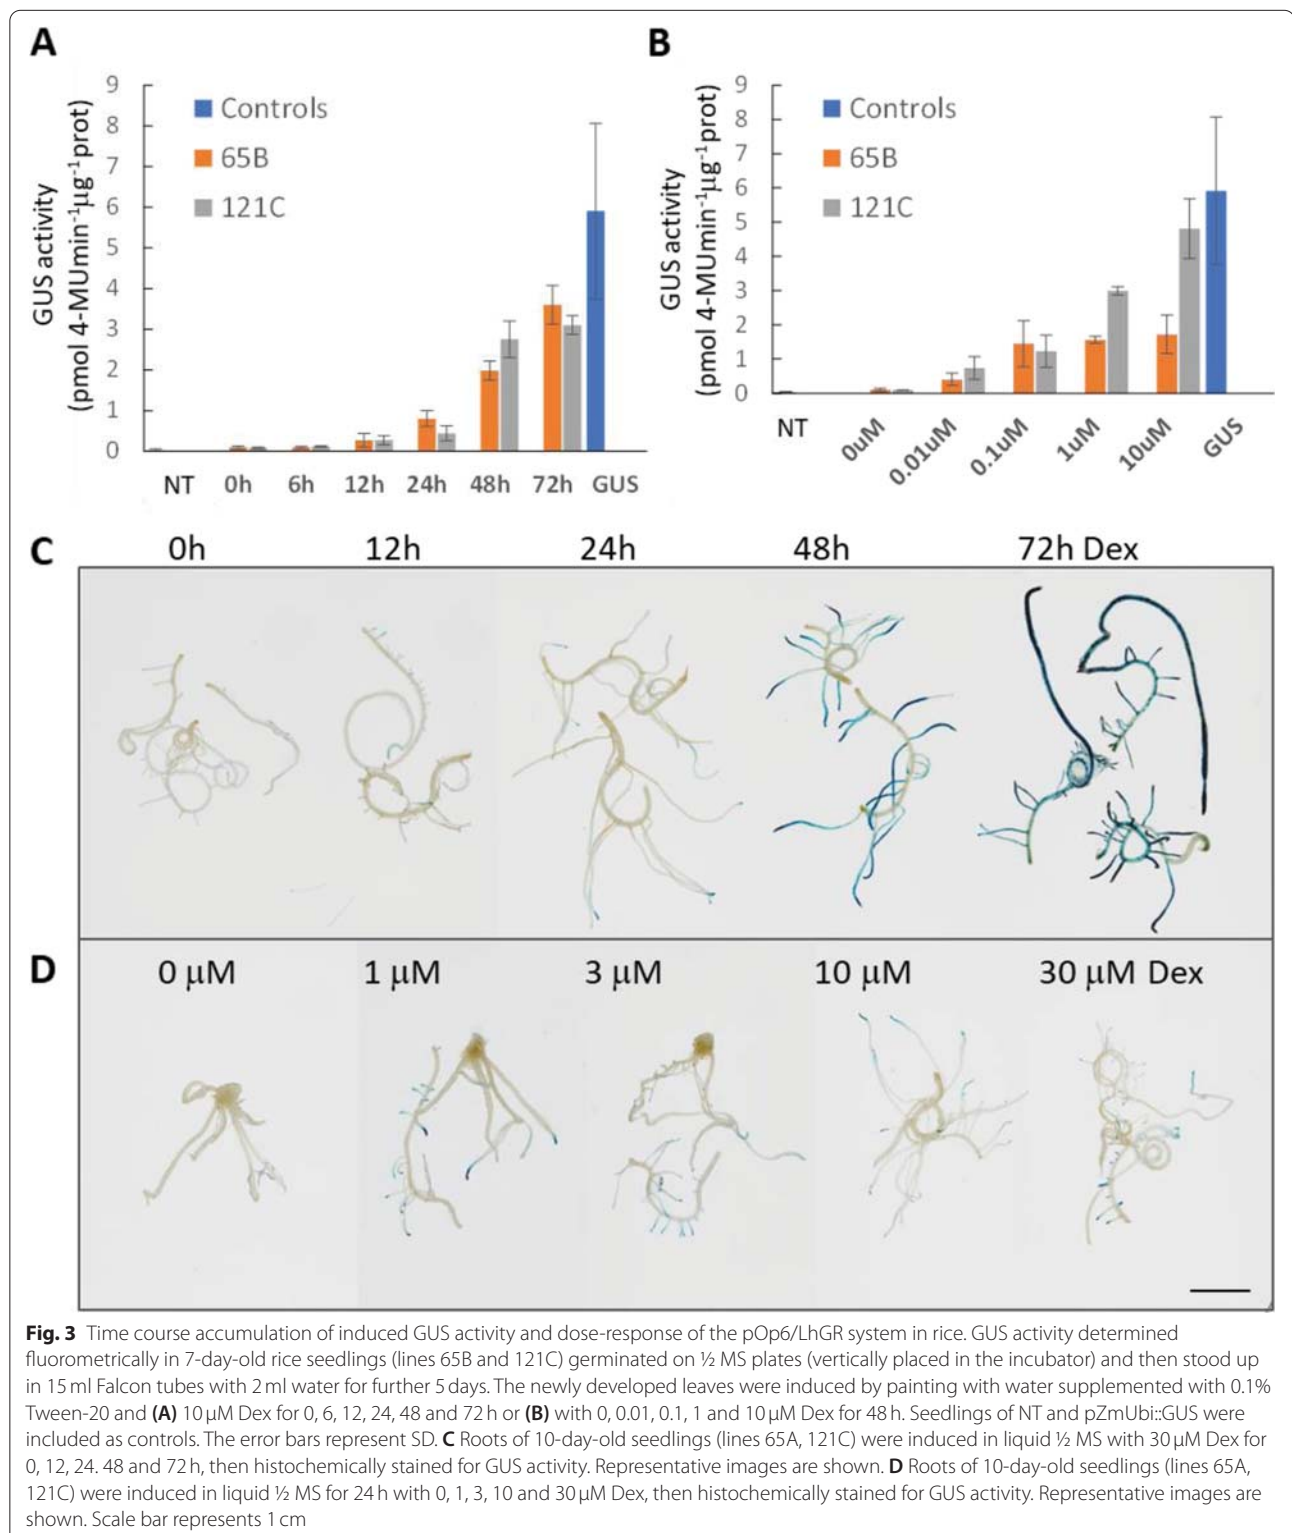 A
9
8
7
6
5
4
3
2
1
0
GUS activity
(pmol 4-MUmin⁻¹µg⁻¹prot)
Controls
65B
121C
NT 0h 6h 12h 24h 48h 72h GUS
B
9
8
7
6
5
4
3
2
1
0
GUS activity
(pmol 4-MUmin⁻¹µg⁻¹prot)
Controls
65B
121C
NT 0uM 0.01uM 0.1uM 1uM 10uM GUS
C
0h 12h 24h 48h 72h Dex
D
0 µM 1 µM 3 µM 10 µM 30 µM Dex
Fig. 3 Time course accumulation of induced GUS activity and dose-response of the pOp6/LhGR system in rice. GUS activity determined
fluorometrically in 7-day-old rice seedlings (lines 65B and 121C) germinated on ½ MS plates (vertically placed in the incubator) and then stood up
in 15 ml Falcon tubes with 2 ml water for further 5 days. The newly developed leaves were induced by painting with water supplemented with 0.1%
Tween-20 and (A) 10 µM Dex for 0, 6, 12, 24, 48 and 72 h or (B) with 0, 0.01, 0.1, 1 and 10 µM Dex for 48 h. Seedlings of NT and pZmUbi::GUS were
included as controls. The error bars represent SD. C Roots of 10-day-old seedlings (lines 65A, 121C) were induced in liquid ½ MS with 30 µM Dex for
0, 12, 24. 48 and 72 h, then histochemically stained for GUS activity. Representative images are shown. D Roots of 10-day-old seedlings (lines 65A,
121C) were induced in liquid ½ MS for 24 h with 0, 1, 3, 10 and 30 µM Dex, then histochemically stained for GUS activity. Representative images are
shown. Scale bar represents 1 cm